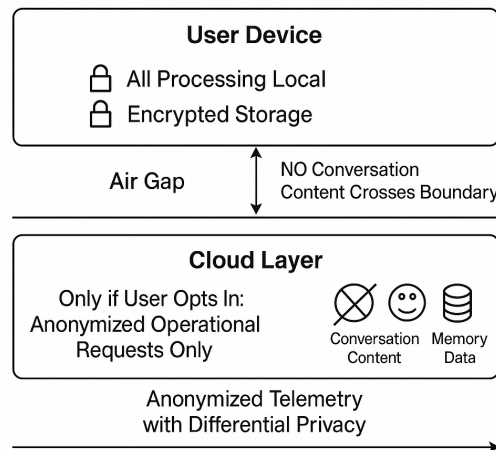 User Device
All Processing Local
Encrypted Storage
Air Gap
NO Conversation
Content Crosses Boundary
Cloud Layer
Only if User Opts In:
Anonymized Operational
Requests Only
Conversation
Content
Memory
Data
Anonymized Telemetry
with Differential Privacy